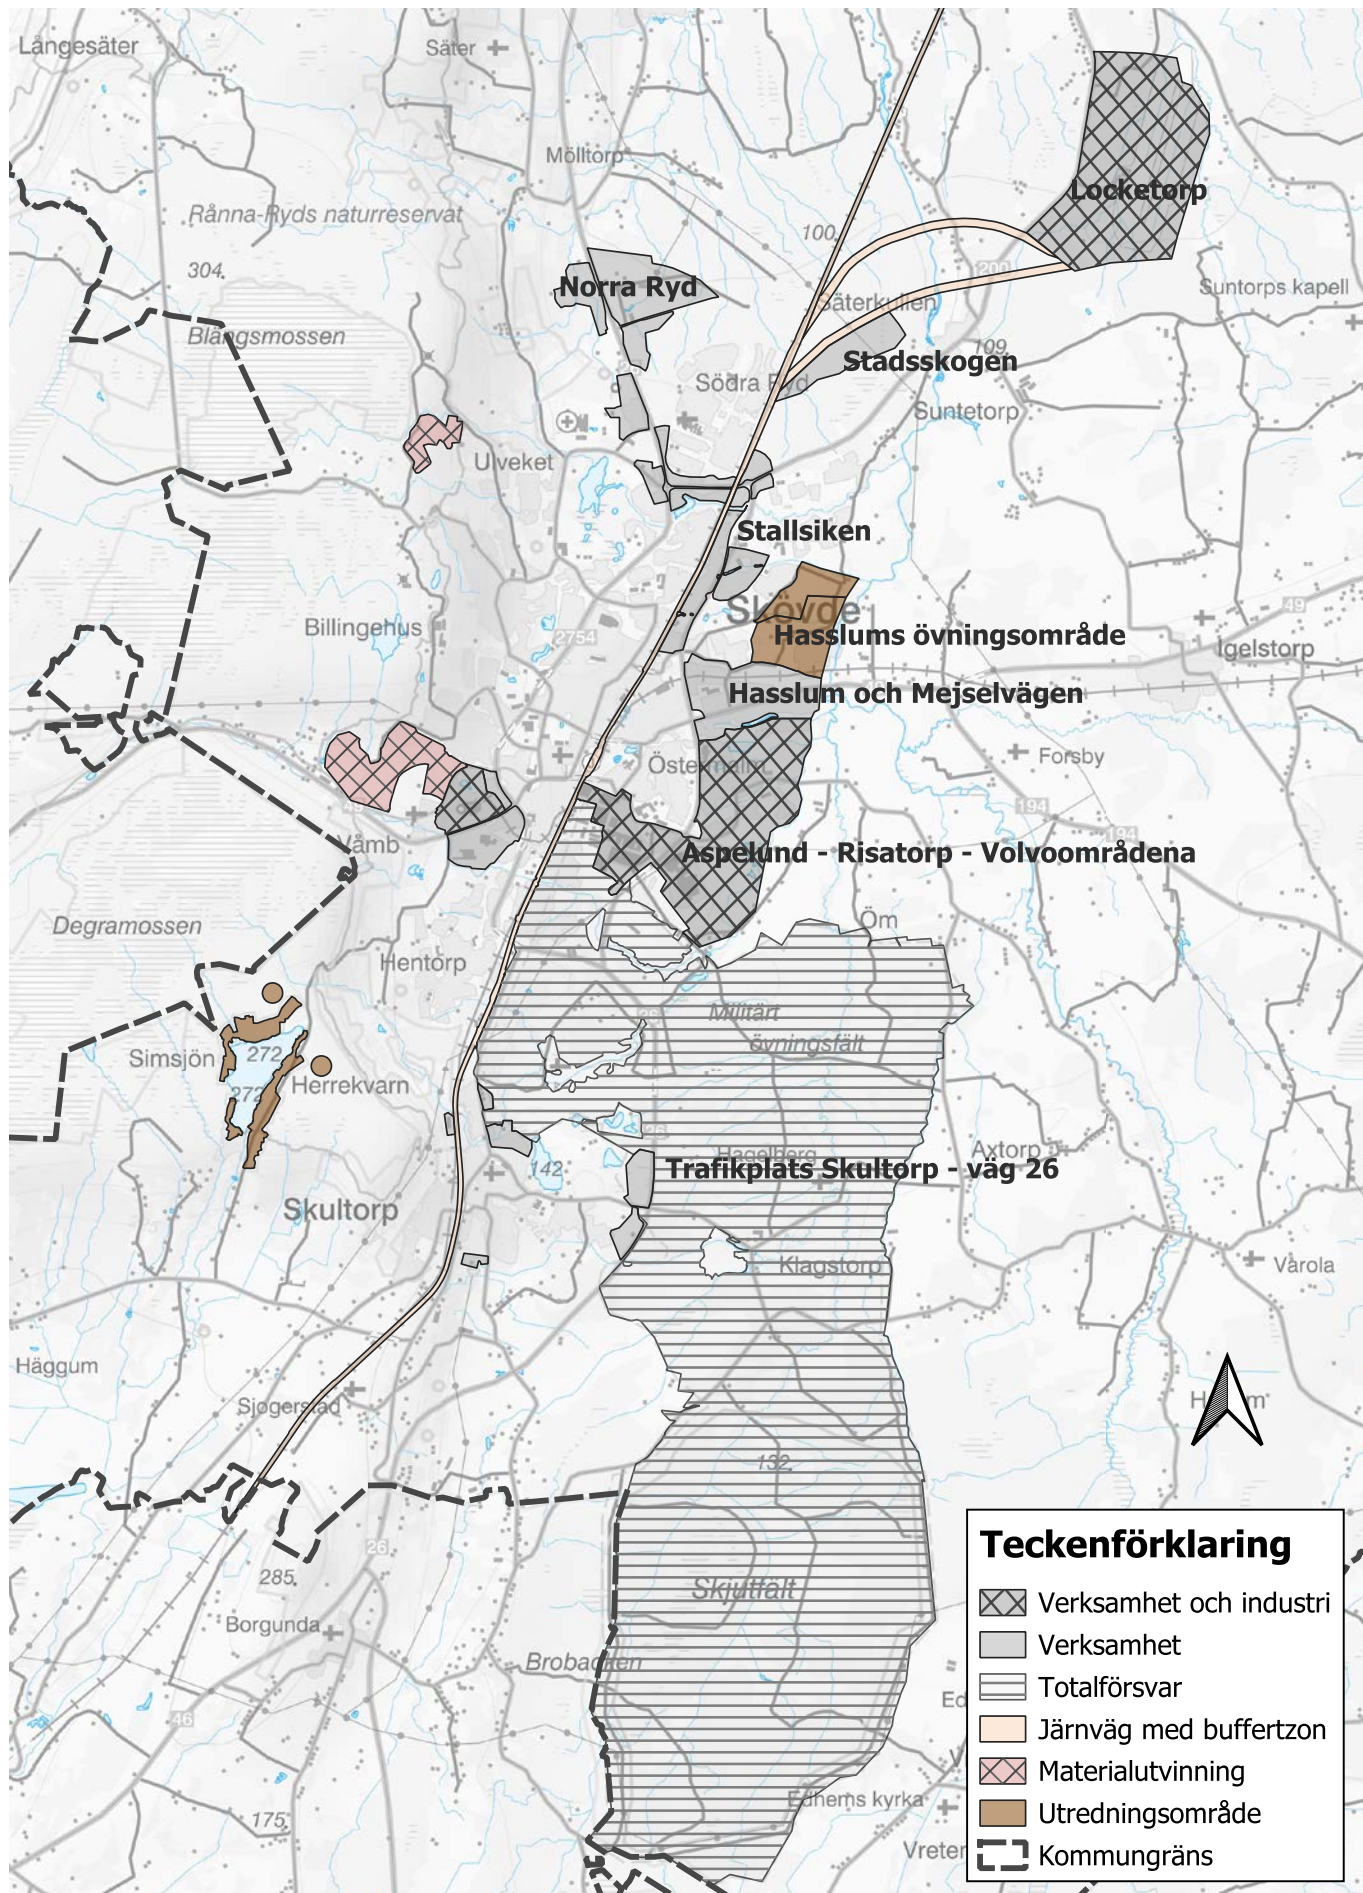 Långesäter
Säter
Mölltorp
Locketorp
Rånna-Ryds naturreservat
100.
304.
200
Norra Ryd
Suntorps kapell
Säterkullen
Blängsmossen
109.
Stadsskogen
Södra Ryd
Suntetorp
Ulveket
Stallsiken
49
Skövde
Billingehus
2754
Hasslums övningsområde
Igelstorp
Hasslum och Mejselvägen
Forsby
Östermalm
194
194
Våmb
Aspelund - Risatorp - Volvoområdena
Degramossen
Öm
Hentorp
Militärt
övningsfält
Simsjön
272
Herrekvarn
272
26
Axtorp
Hagelberg
142.
Trafikplats Skultorp - väg 26
Skultorp
Klagstorp
Vårola
Häggum
Sjogerstad
132.
26
285.
Skjutfält
Borgunda
Brobacken
46
175.
Edhems kyrka
Teckenförklaring
Verksamhet och industri
Verksamhet
Totalförsvar
Järnväg med buffertzon
Materialutvinning
Utredningsområde
Kommungräns